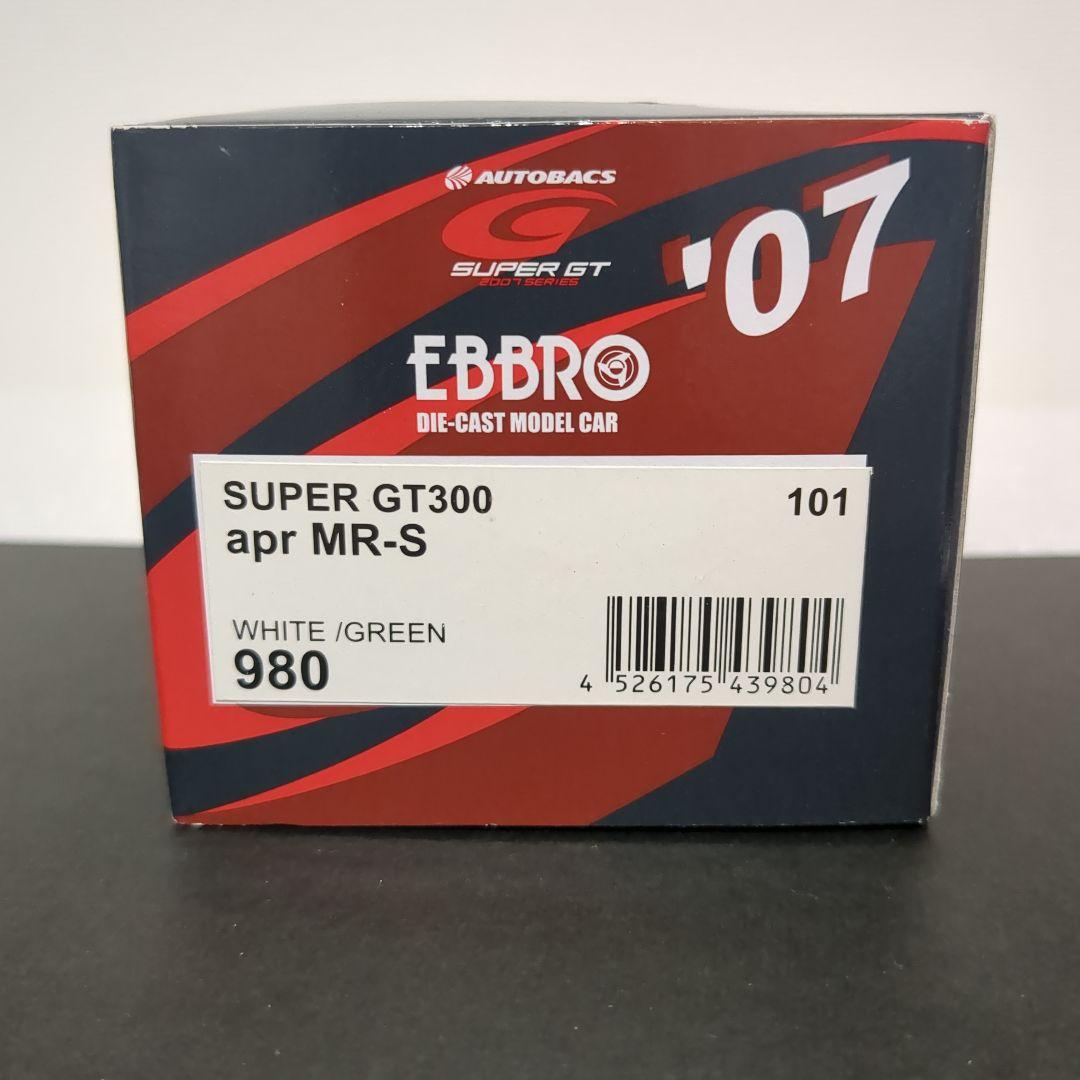 AUTOBACS
SUPER GT
2007 SERIES
'07
EBBRO
DIE-CAST MODEL CAR
SUPER GT300 101
apr MR-S
WHITE /GREEN
980
4 526175 439804